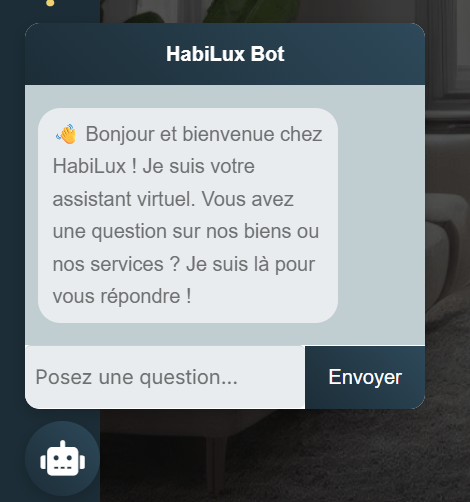 HabiLux Bot
👋 Bonjour et bienvenue chez
HabiLux ! Je suis votre
assistant virtuel. Vous avez
une question sur nos biens ou
nos services ? Je suis là pour
vous répondre !
Posez une question...
Envoyer